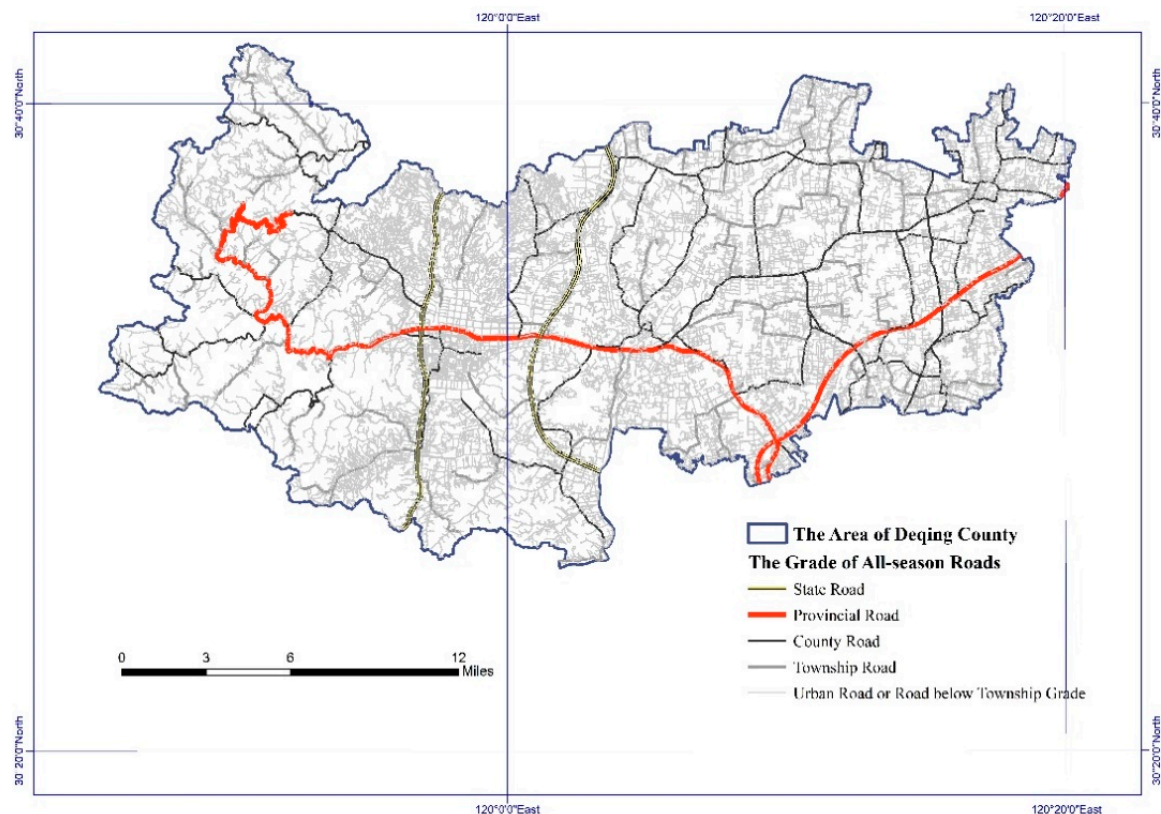 120°0'0"East
120°20'0"East
30°40'0"North
30°40'0"North
The Area of Deqing County
The Grade of All-season Roads
State Road
Provincial Road
County Road
Township Road
Urban Road or Road below Township Grade
0 3 6 12
Miles
30°20'0"North
30°20'0"North
120°0'0"East
120°20'0"East